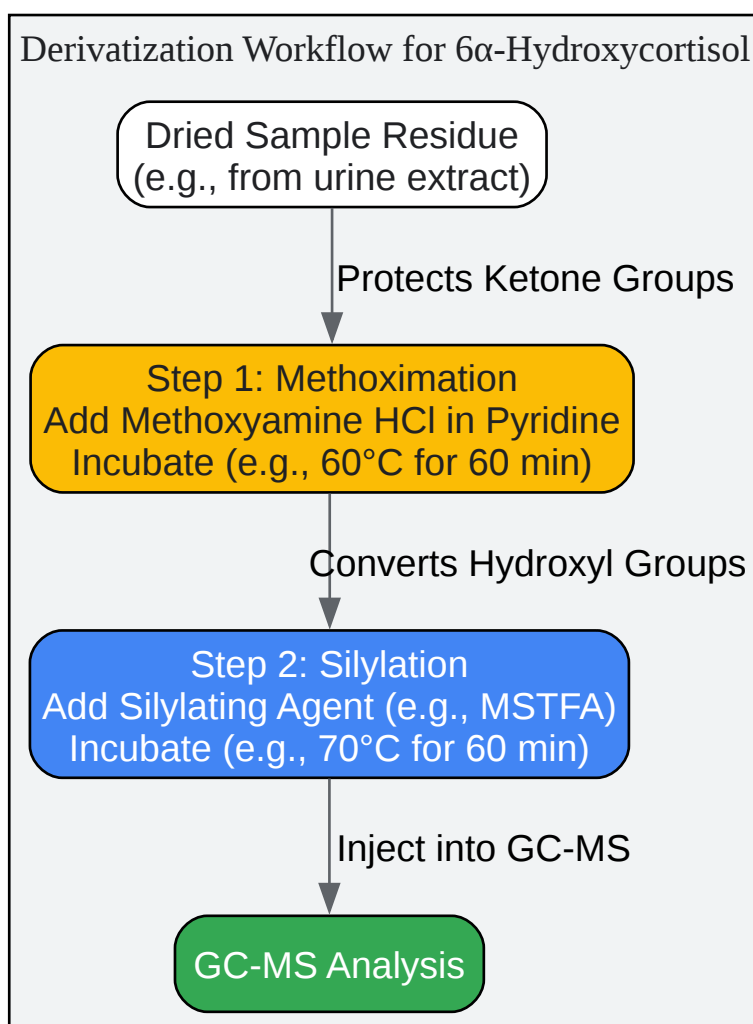 Derivatization Workflow for 6α-Hydroxycortisol
Dried Sample Residue
(e.g., from urine extract)
Protects Ketone Groups
Step 1: Methoximation
Add Methoxyamine HCl in Pyridine
Incubate (e.g., 60°C for 60 min)
Converts Hydroxyl Groups
Step 2: Silylation
Add Silylating Agent (e.g., MSTFA)
Incubate (e.g., 70°C for 60 min)
Inject into GC-MS
GC-MS Analysis